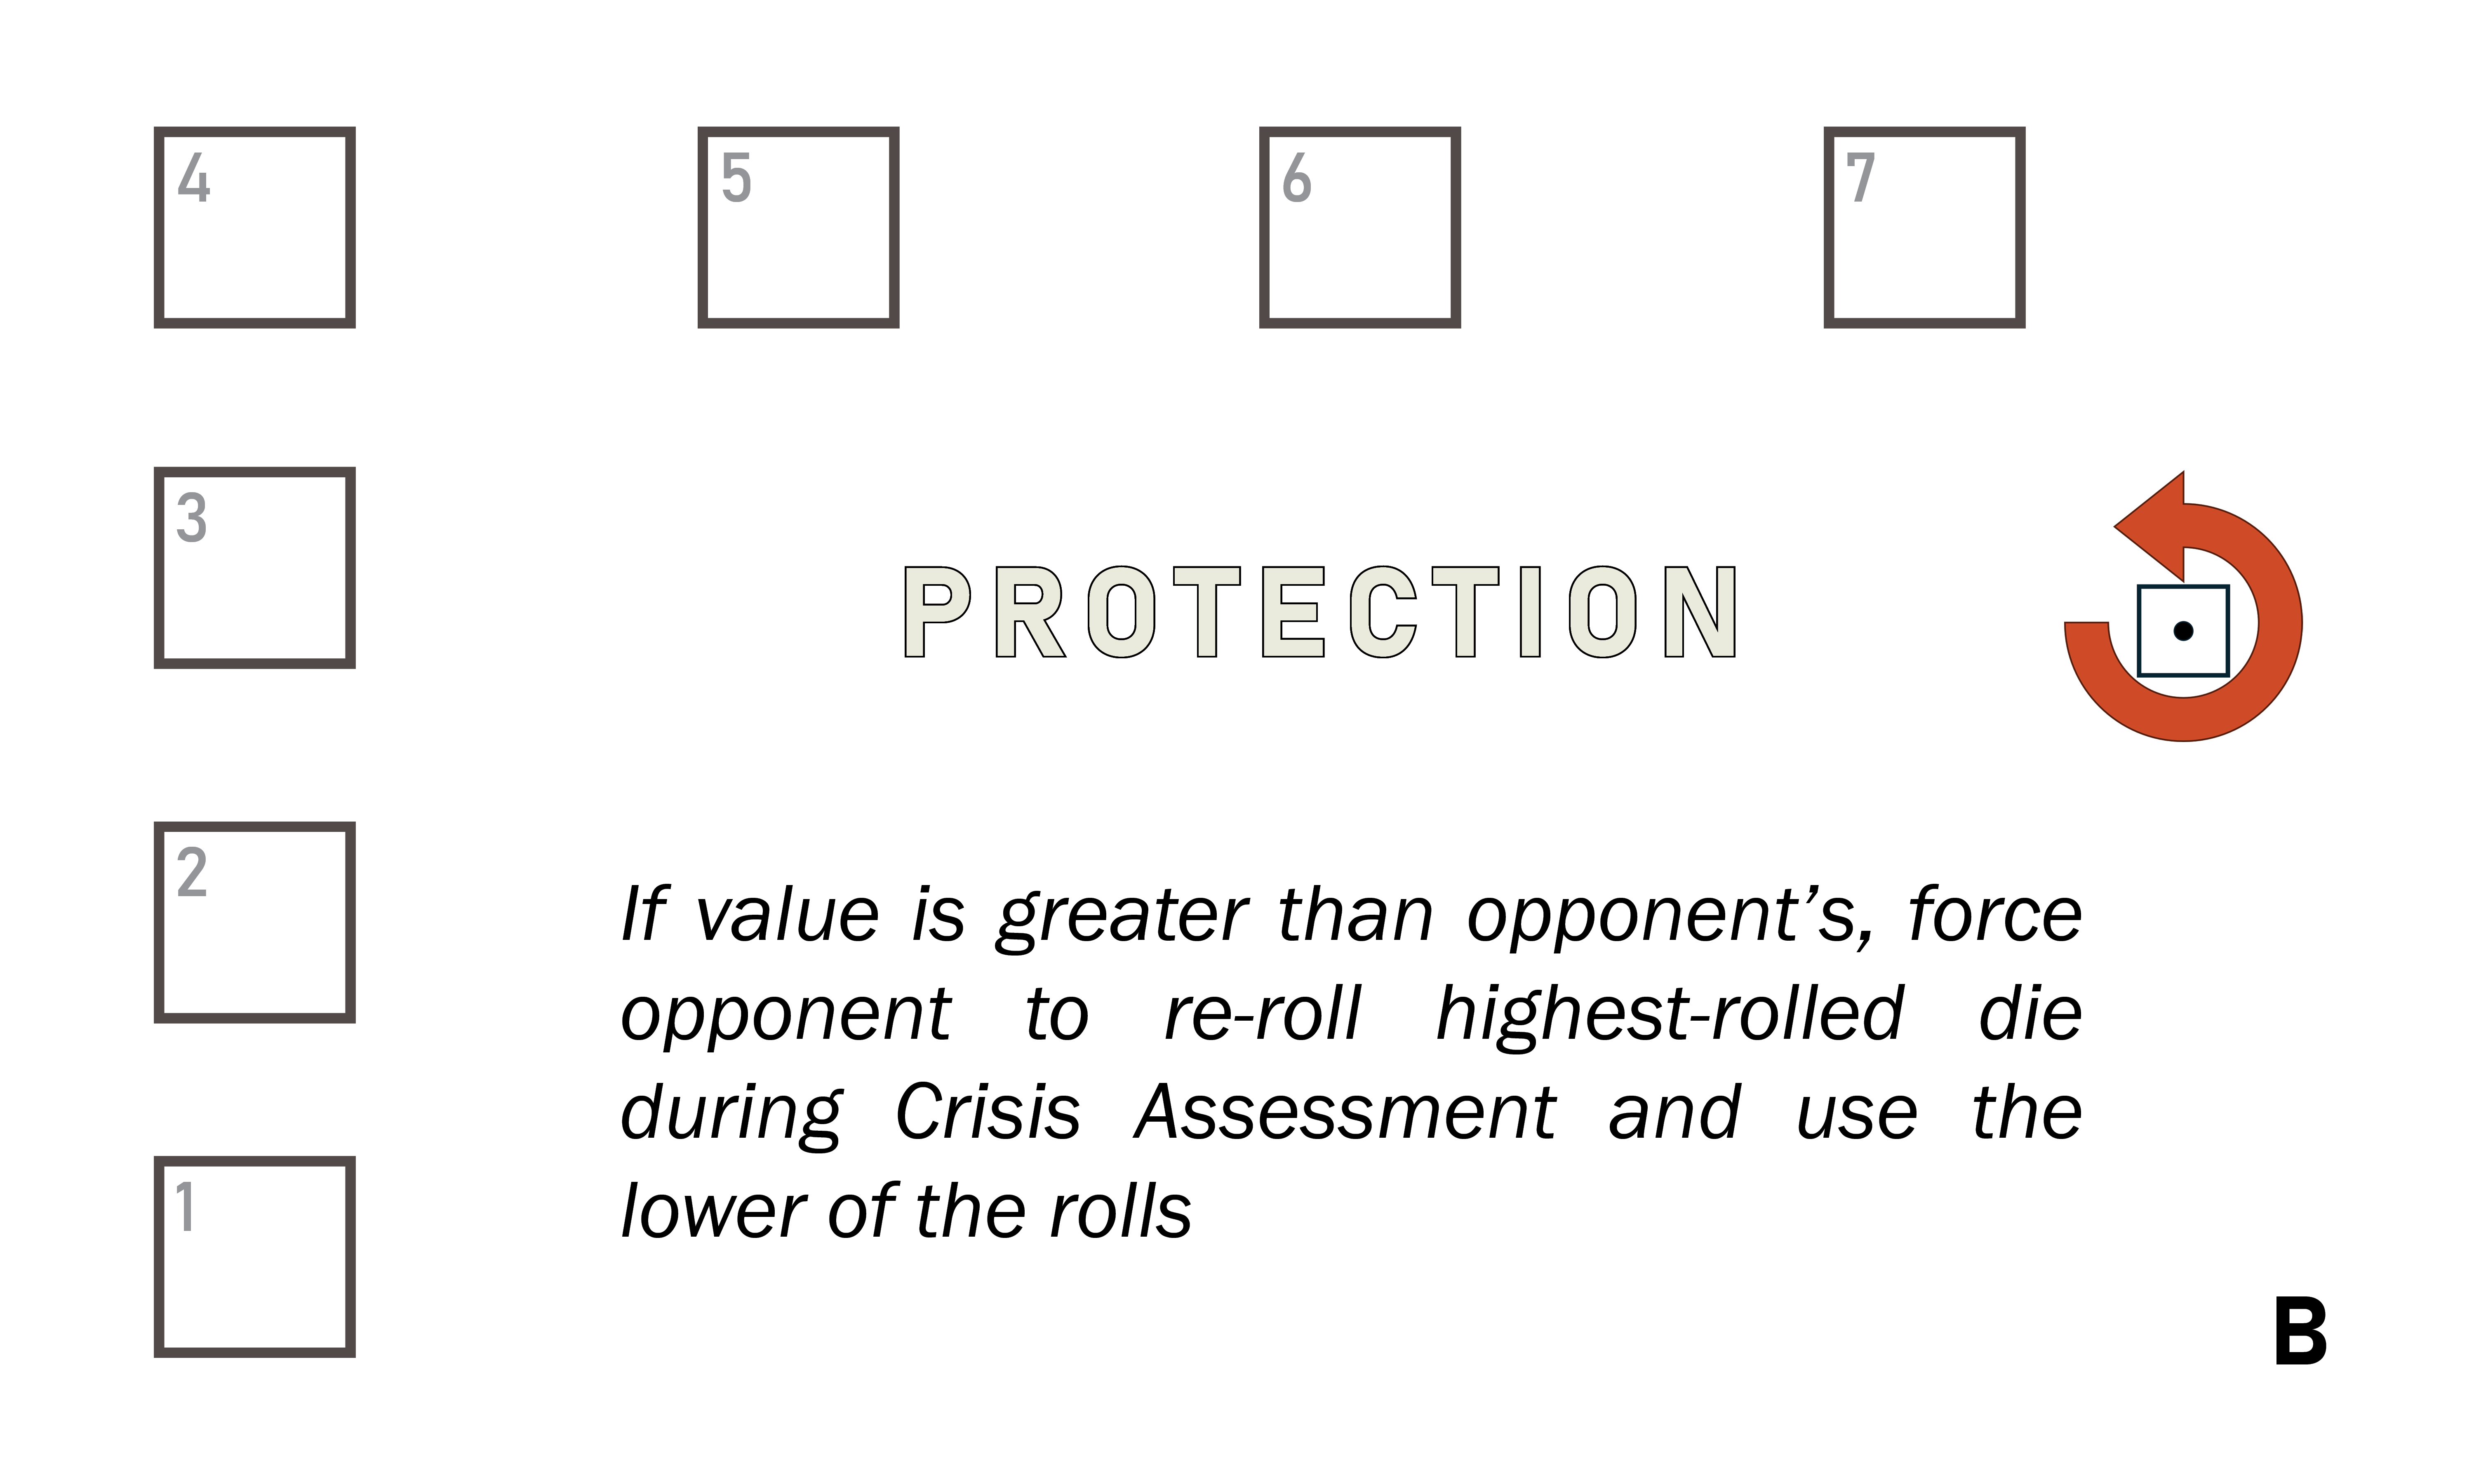 4 5 6 7
3
PROTECTION
2
If value is greater than opponent’s, force
opponent to re-roll highest-rolled die
during Crisis Assessment and use the
lower of the rolls
1
B